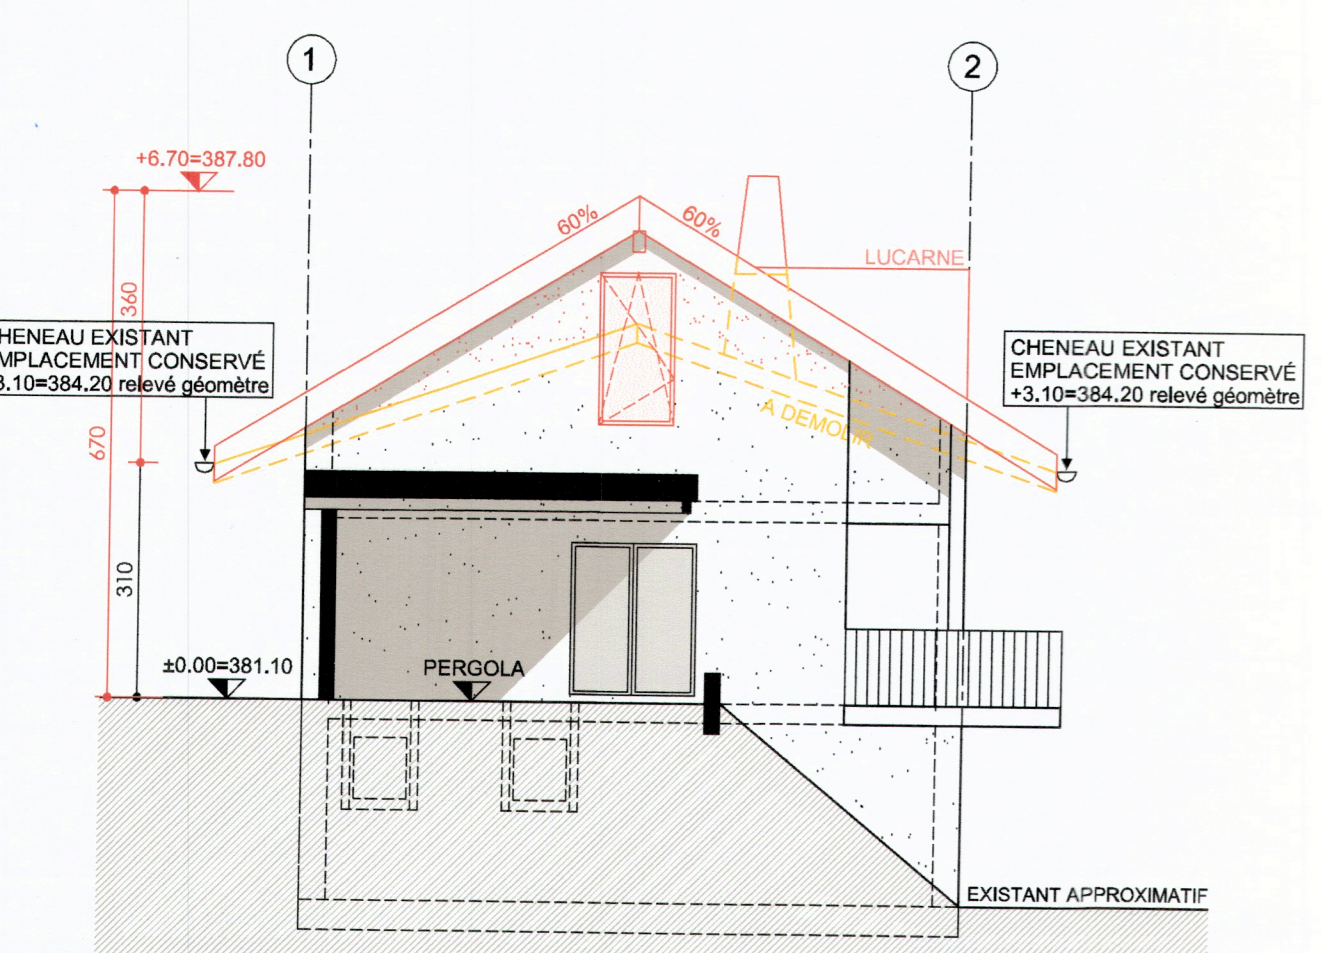 1
2
+6.70=387.80
60%
60%
LUCARNE
360
HENEAU EXISTANT
MPLACEMENT CONSERVÉ
3.10=384.20 relevé géomètre
CHENEAU EXISTANT
EMPLACEMENT CONSERVÉ
+3.10=384.20 relevé géomètre
A DEMOLIR
670
310
±0.00=381.10
PERGOLA
EXISTANT APPROXIMATIF